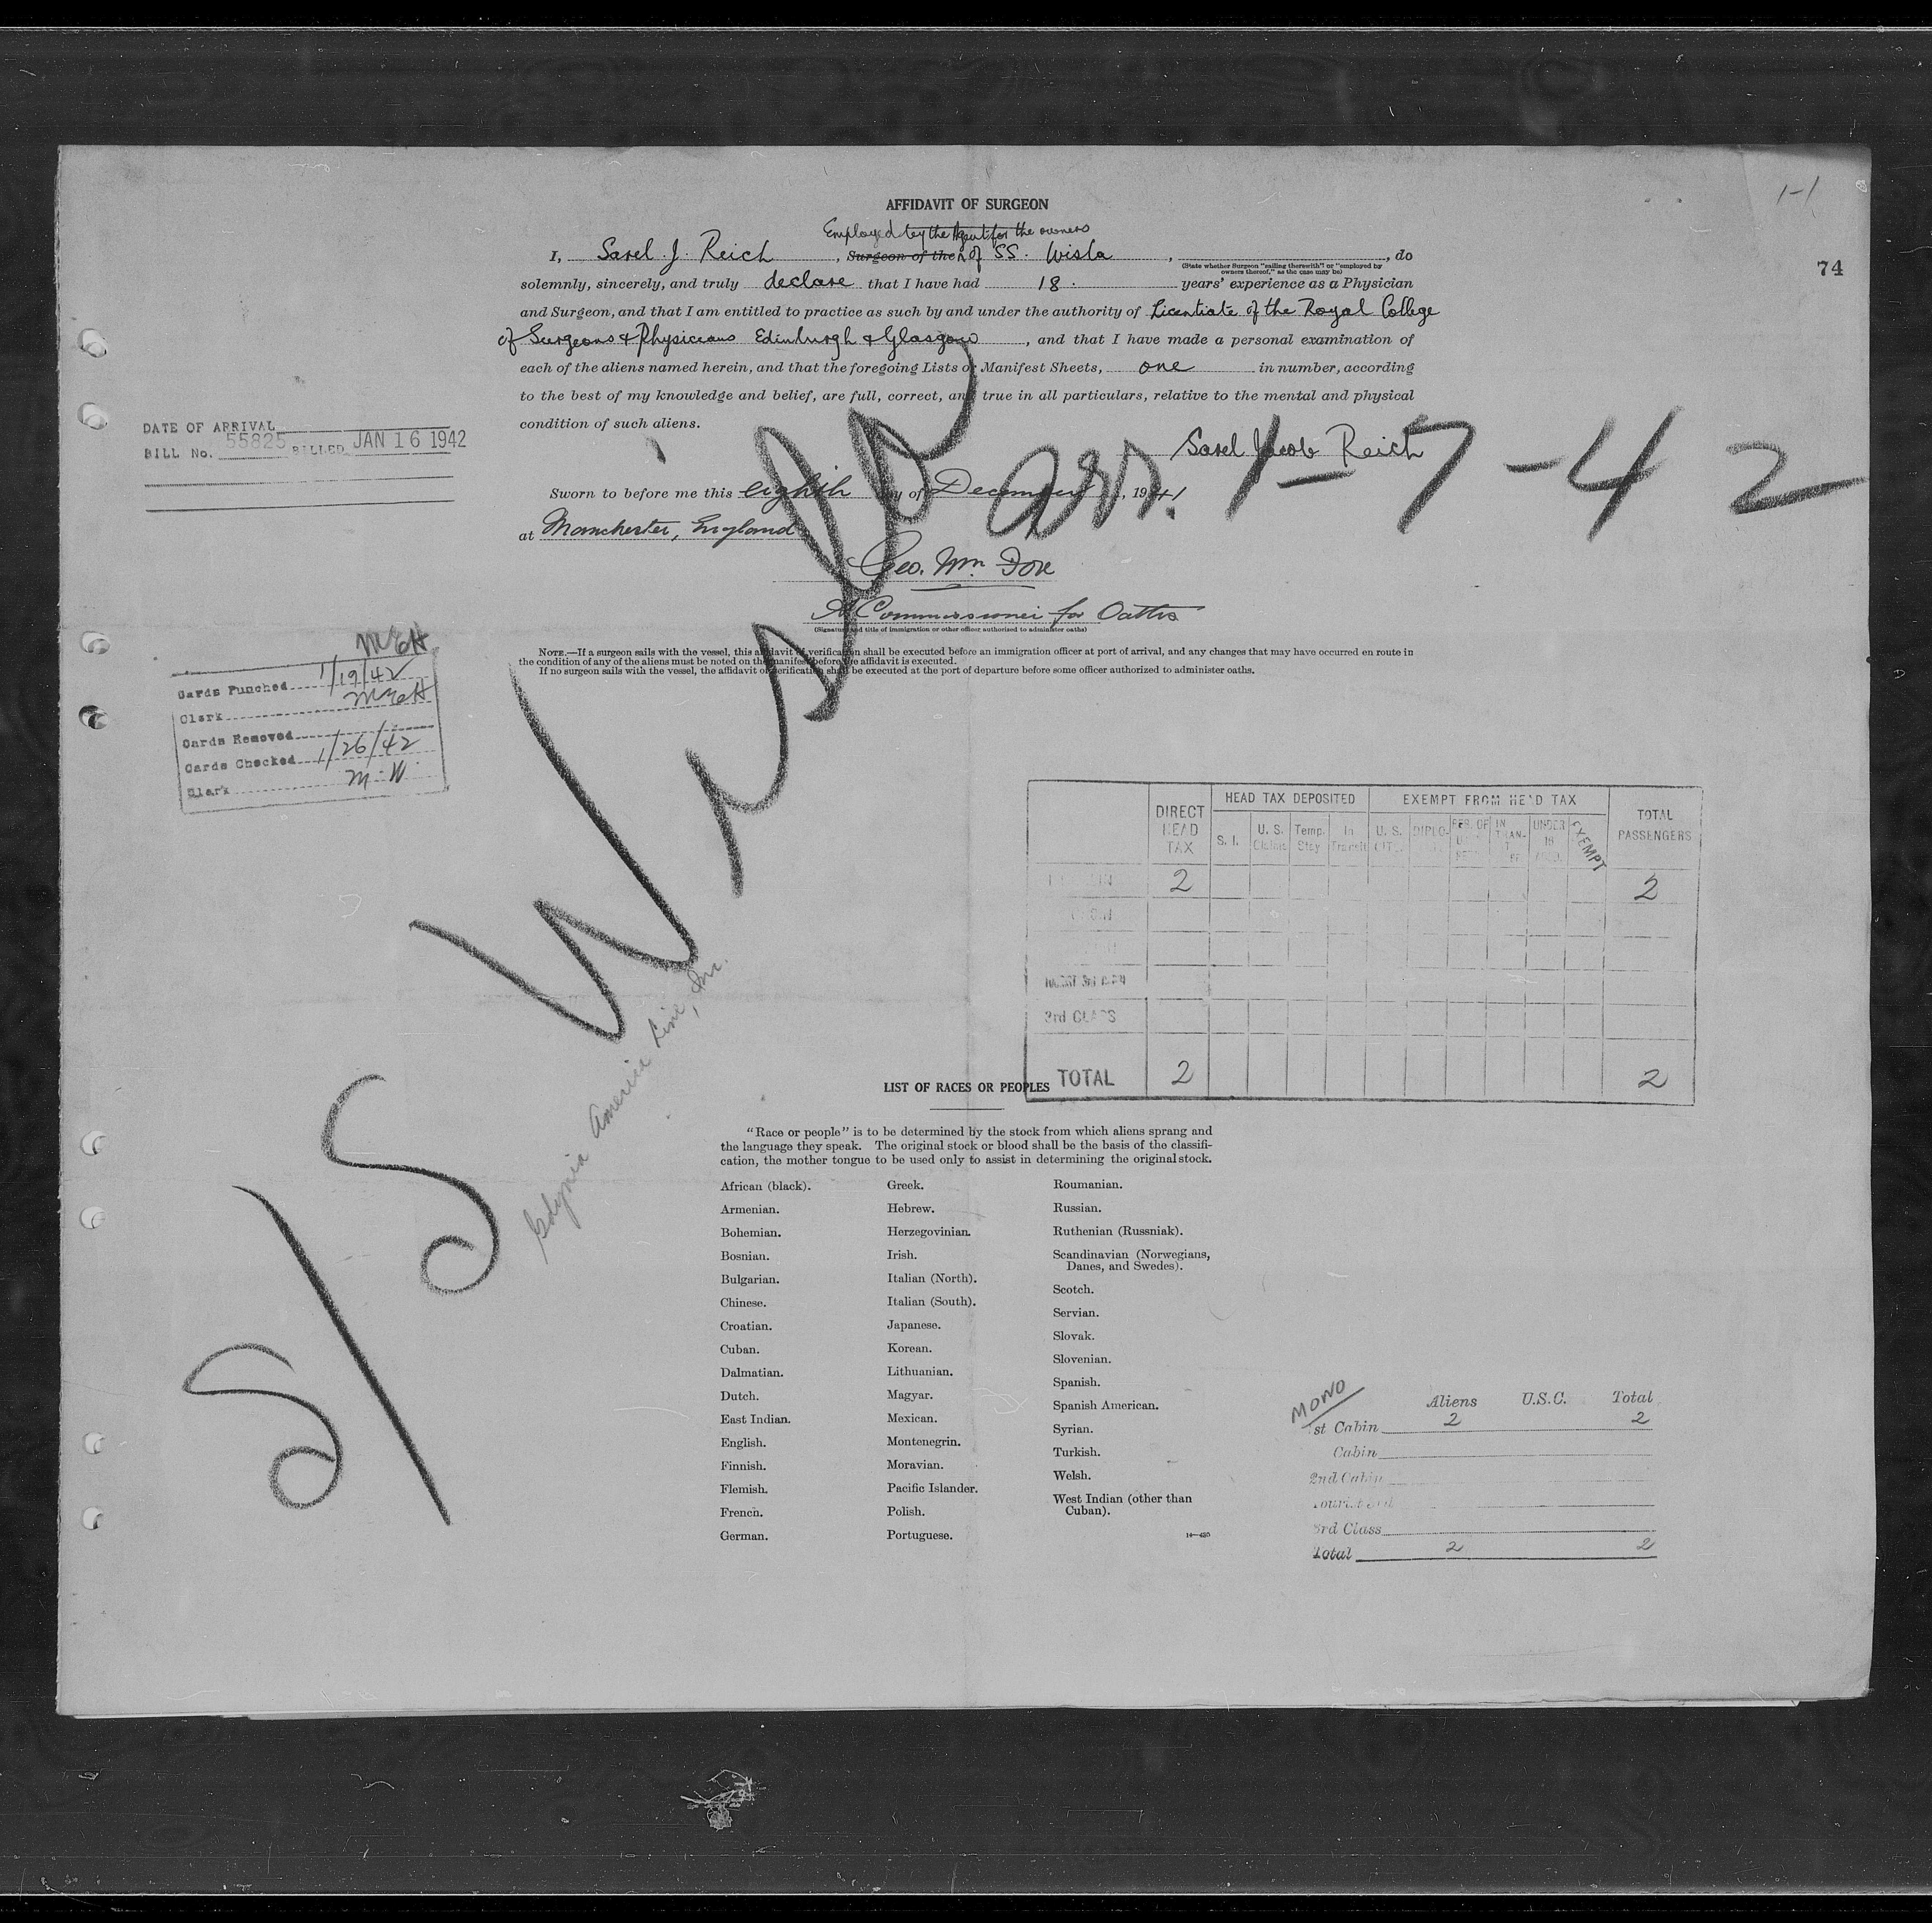 1-1
74
AFFIDAVIT OF SURGEON
Employed by the Agent for the owners
I, Sarel J. Reich, Surgeon of the of SS. Wisla, , do
(State whether Surgeon "sailing therewith" or "employed by
owners thereof," as the case may be)
solemnly, sincerely, and truly declare that I have had 18. years' experience as a Physician
and Surgeon, and that I am entitled to practice as such by and under the authority of Licentiate of the Royal College
of Surgeons & Physicians Edinburgh & Glasgow, and that I have made a personal examination of
each of the aliens named herein, and that the foregoing Lists or Manifest Sheets, one in number, according
to the best of my knowledge and belief, are full, correct, and true in all particulars, relative to the mental and physical
condition of such aliens.
Sarel Jacob Reich
DATE OF ARRIVAL
BILL No. 55825 BILLED JAN 16 1942
arr. 1-7-42
Sworn to before me this eighth day of December, 1941
at Manchester, England
Geo. Wm. Dove
A Commissioner for Oaths
(Signature and title of immigration or other officer authorized to administer oaths)
NOTE.—If a surgeon sails with the vessel, this affidavit of verification shall be executed before an immigration officer at port of arrival, and any changes that may have occurred en route in
the condition of any of the aliens must be noted on the manifest before the affidavit is executed.
If no surgeon sails with the vessel, the affidavit of verification shall be executed at the port of departure before some officer authorized to administer oaths.
Cards Punched 1/19/42
Clerk
Cards Removed
Cards Checked 1/26/42
Clerk M.W.
S/S Wisla
Gdynia America Line, Inc.
DIRECT HEAD TAX
HEAD TAX DEPOSITED
EXEMPT FROM HEAD TAX
TOTAL PASSENGERS
S. I.
U. S. Claims
Temp. Stay
In Transit
U. S.
DIPLO-
RES. OF
IN TRAN-
UNDER 16
EXEMPT
2 2
3rd CLASS
TOTAL 2 2
LIST OF RACES OR PEOPLES
"Race or people" is to be determined by the stock from which aliens sprang and
the language they speak. The original stock or blood shall be the basis of the classifi-
cation, the mother tongue to be used only to assist in determining the original stock.
African (black).
Armenian.
Bohemian.
Bosnian.
Bulgarian.
Chinese.
Croatian.
Cuban.
Dalmatian.
Dutch.
East Indian.
English.
Finnish.
Flemish.
French.
German.
Greek.
Hebrew.
Herzegovinian.
Irish.
Italian (North).
Italian (South).
Japanese.
Korean.
Lithuanian.
Magyar.
Mexican.
Montenegrin.
Moravian.
Pacific Islander.
Polish.
Portuguese.
Roumanian.
Russian.
Ruthenian (Russniak).
Scandinavian (Norwegians,
Danes, and Swedes).
Scotch.
Servian.
Slovak.
Slovenian.
Spanish.
Spanish American.
Syrian.
Turkish.
Welsh.
West Indian (other than
Cuban).
MONO
Aliens U.S.C. Total
1st Cabin 2 2
Cabin
2nd Cabin
3rd Class
Total 2 2